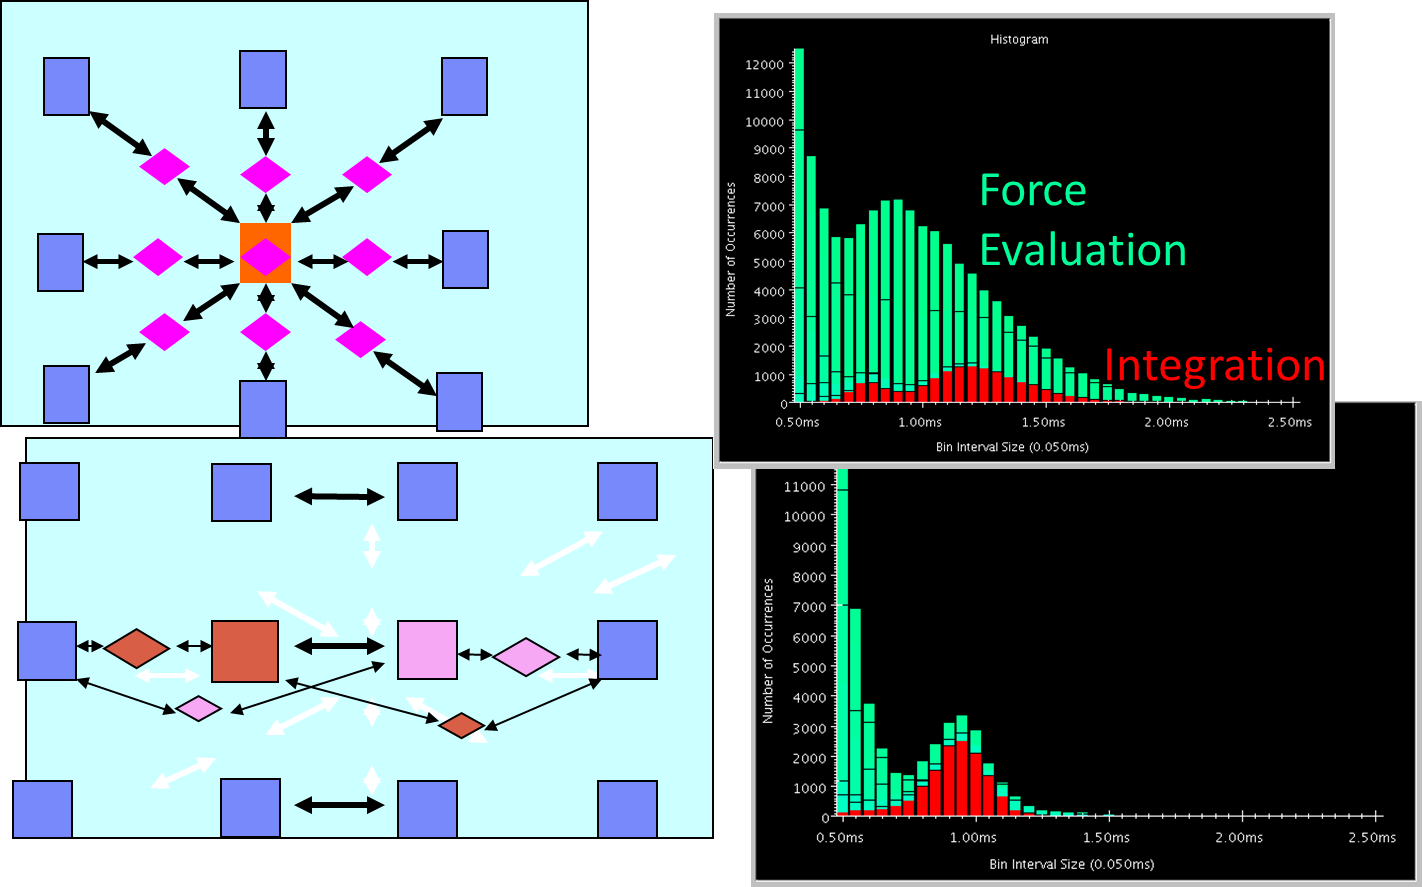 Histogram
12000
11000
10000
9000
8000
7000
6000
5000
4000
3000
2000
1000
0
Number of Occurrences
Force
Evaluation
Integration
0.50ms 1.00ms 1.50ms 2.00ms 2.50ms
Bin Interval Size (0.050ms)
11000
10000
9000
8000
7000
6000
5000
4000
3000
2000
1000
0
Number of Occurrences
0.50ms 1.00ms 1.50ms 2.00ms 2.50ms
Bin Interval Size (0.050ms)